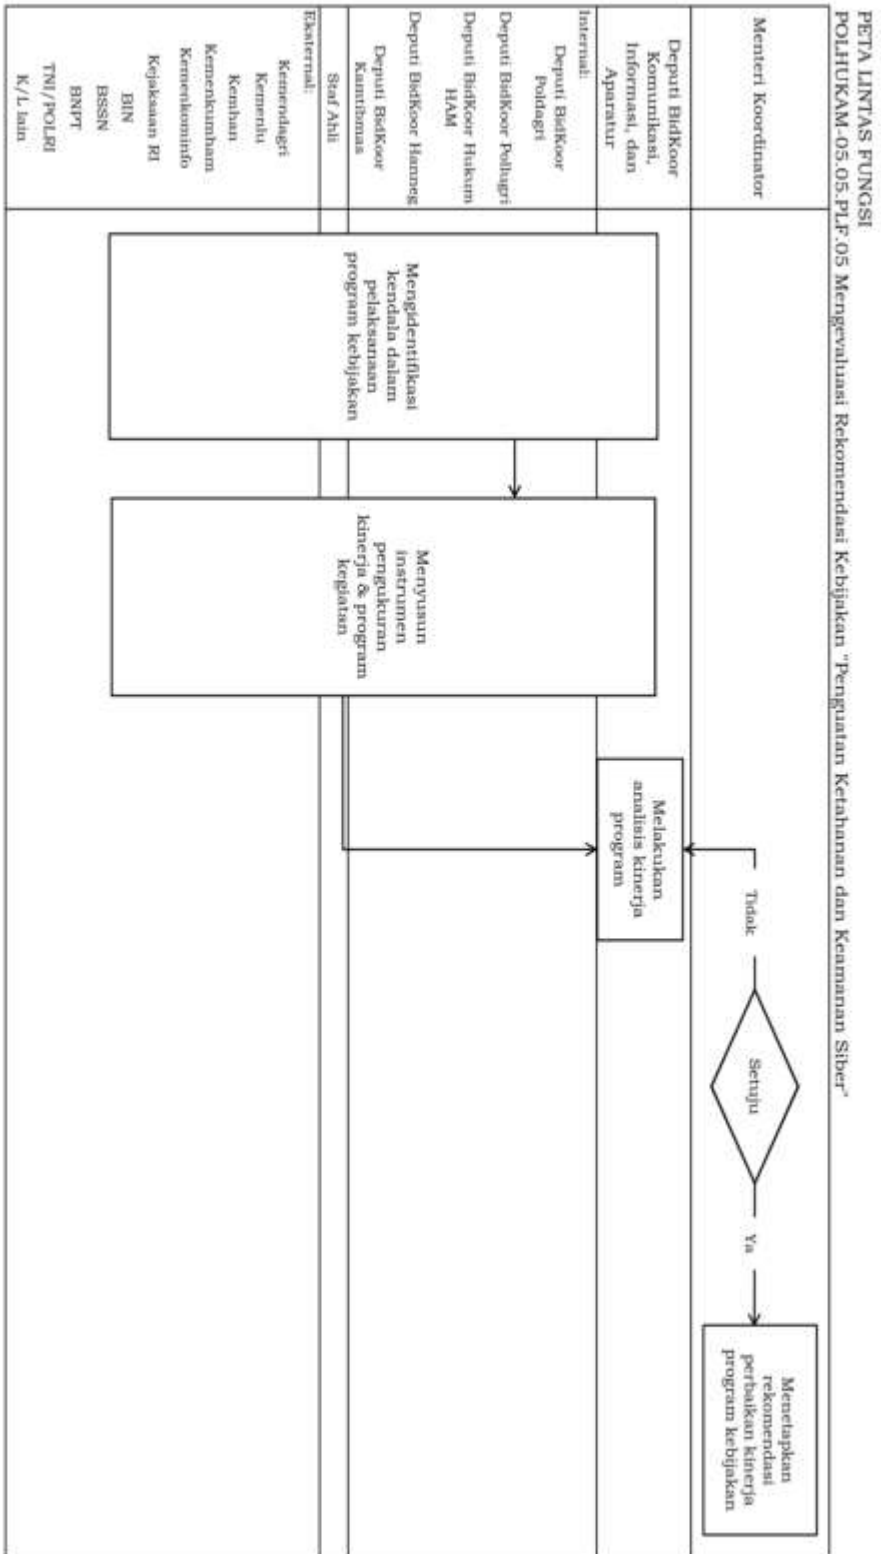 PETA LINTAS FUNGSI
POLHUKAM-05.05.PLF.05 Mengevaluasi Rekomendasi Kebijakan "Penguatan Ketahanan dan Keamanan Siber"
Menteri Koordinator
Tidak
Setuju
Ya
Menetapkan
rekomendasi
perbaikan kinerja
program kebijakan
Deputi BidKoor
Komunikasi,
Informasi, dan
Aparatur
Melakukan
analisis kinerja
program
Internal:
Deputi BidKoor
Poldagri
Deputi BidKoor Pollugri
Deputi BidKoor Hukum
HAM
Deputi BidKoor Hanneg
Deputi BidKoor
Kamtibmas
Mengidentifikasi
kendala dalam
pelaksanaan
program kebijakan
Menyusun
instrumen
pengukuran
kinerja & program
kegiatan
Staf Ahli
Eksternal:
Kemendagri
Kemenlu
Kemhan
Kemenkumham
Kemenkominfo
Kejaksaan RI
BIN
BSSN
BNPT
TNI/POLRI
K/L lain